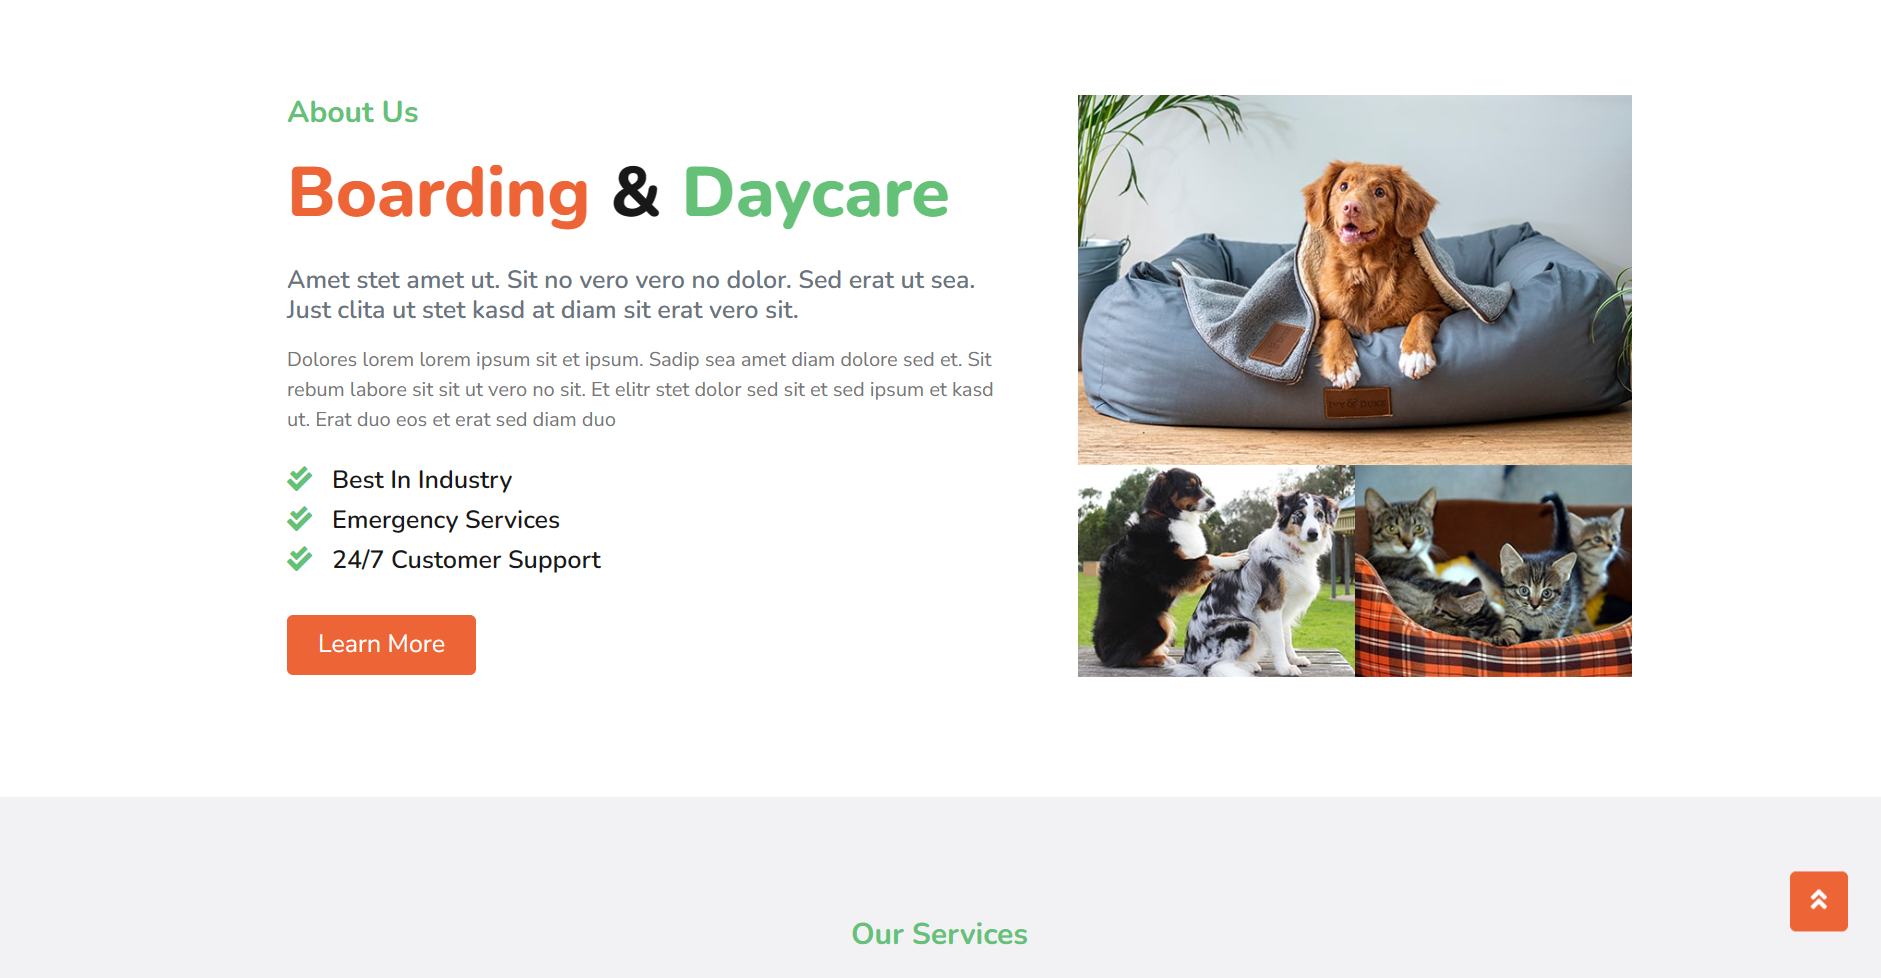 About Us
Boarding & Daycare
Amet stet amet ut. Sit no vero vero no dolor. Sed erat ut sea.
Just clita ut stet kasd at diam sit erat vero sit.
Dolores lorem lorem ipsum sit et ipsum. Sadip sea amet diam dolore sed et. Sit
rebum labore sit sit ut vero no sit. Et elitr stet dolor sed sit et sed ipsum et kasd
ut. Erat duo eos et erat sed diam duo
Best In Industry
Emergency Services
24/7 Customer Support
Learn More
IVY & DUKE
Our Services